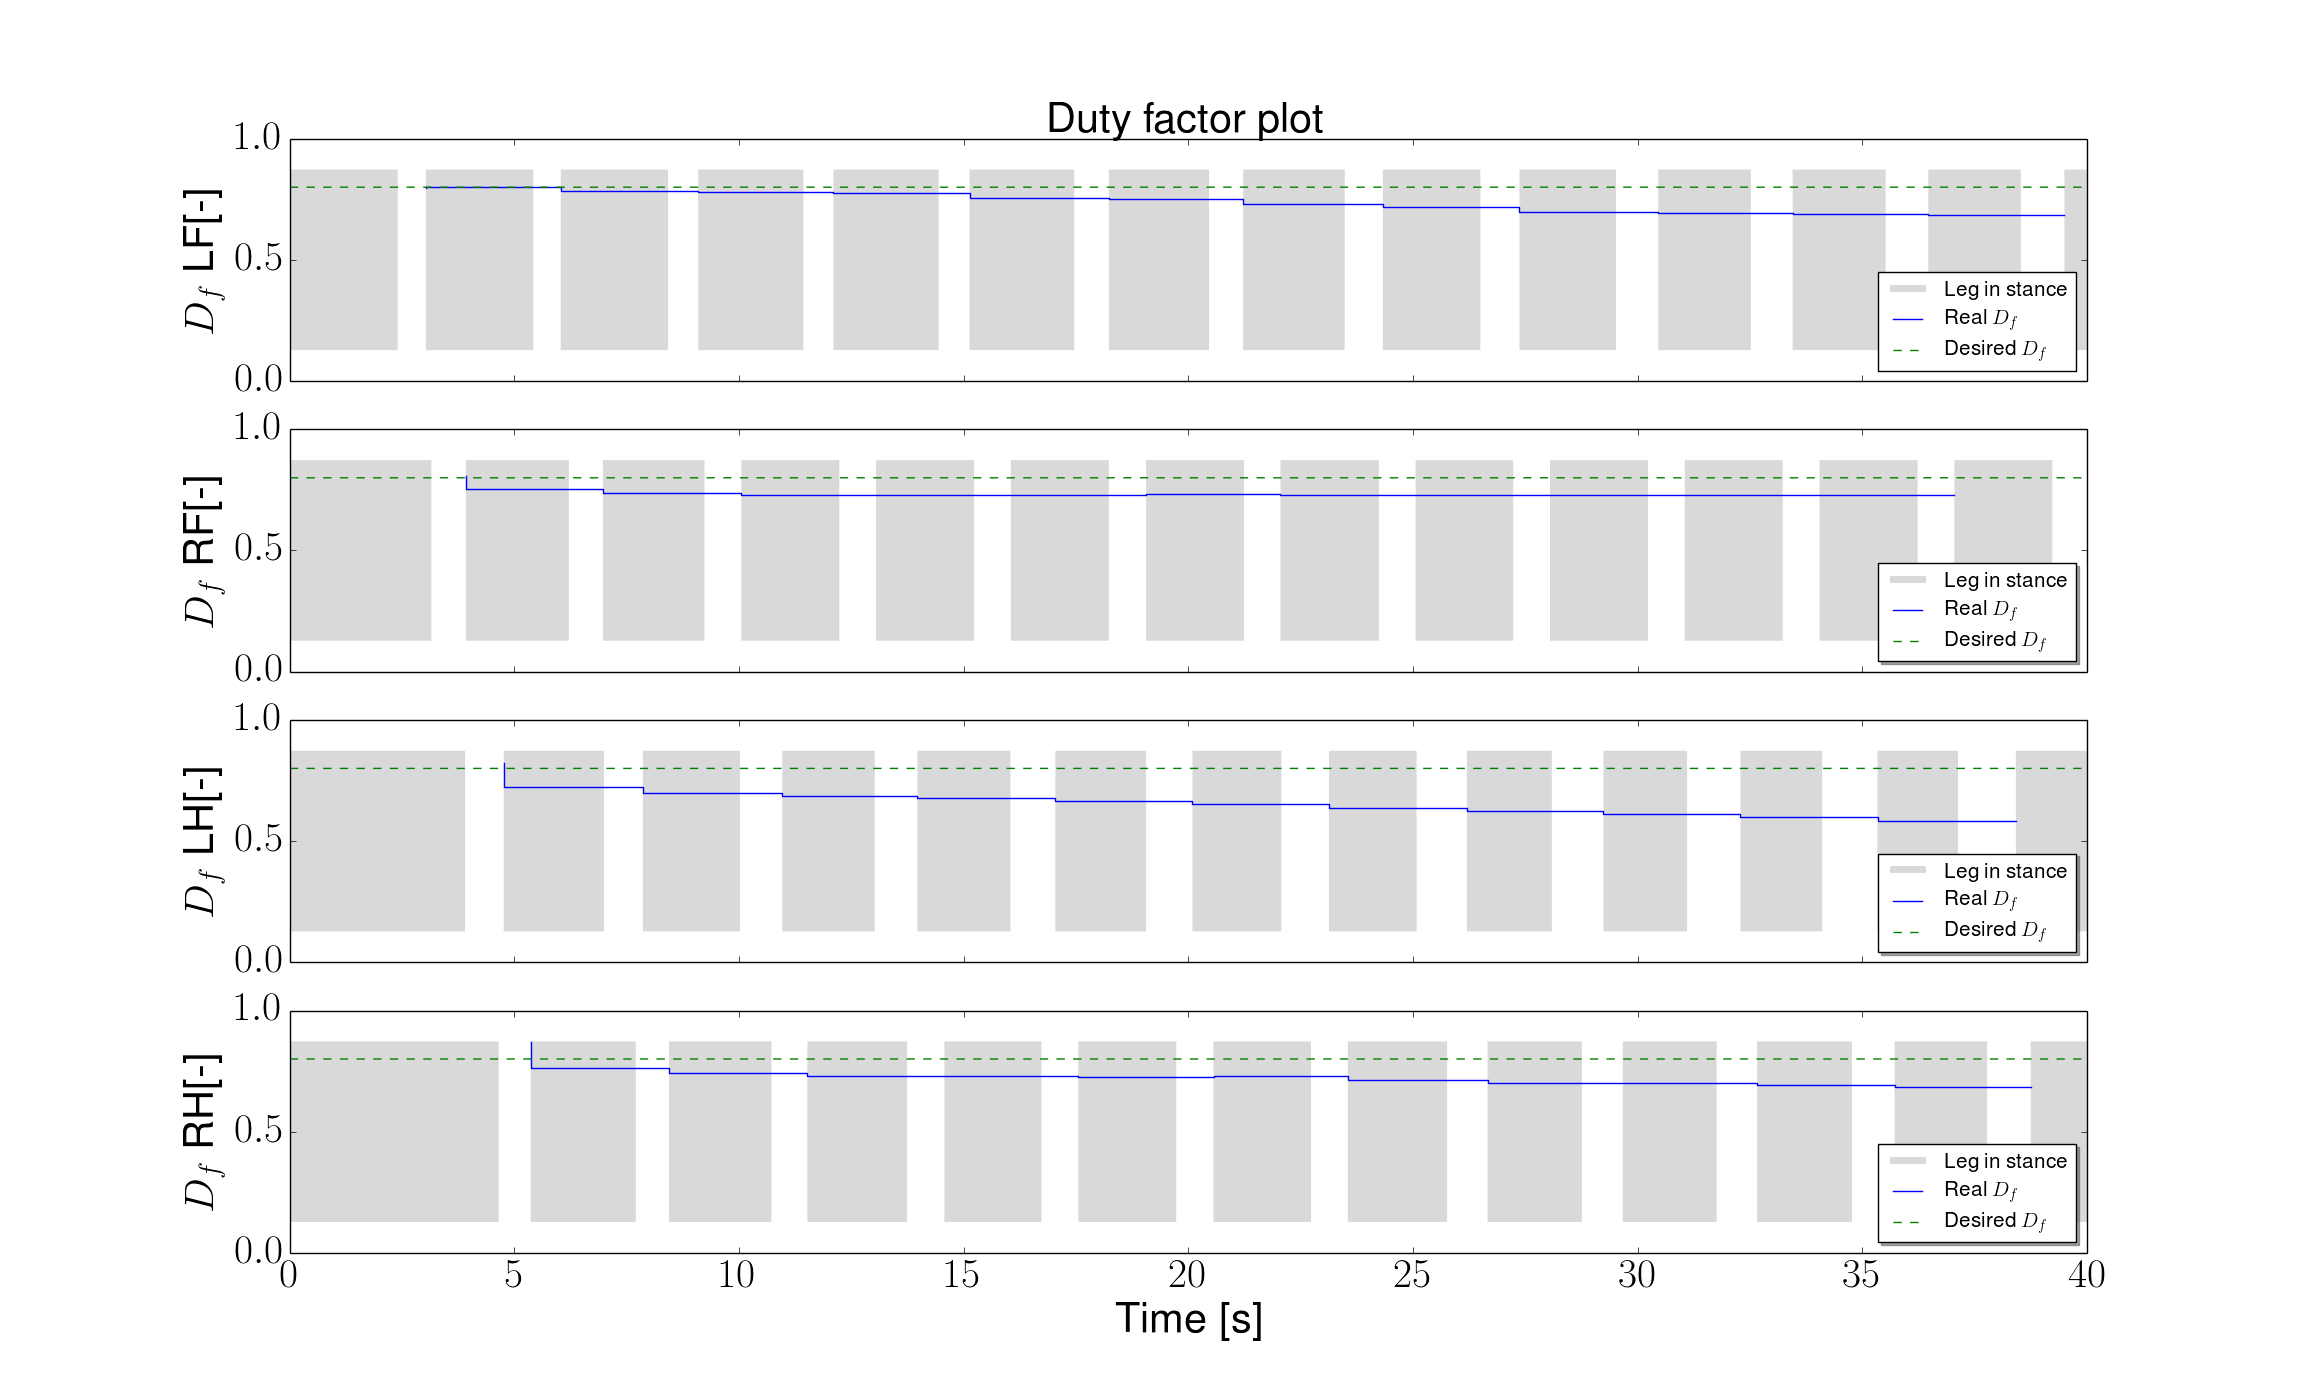 Duty factor plot
1.0
0.5
0.0
D_f LF[-]
Leg in stance
Real D_f
Desired D_f
1.0
0.5
0.0
D_f RF[-]
Leg in stance
Real D_f
Desired D_f
1.0
0.5
0.0
D_f LH[-]
Leg in stance
Real D_f
Desired D_f
1.0
0.5
0.0
D_f RH[-]
Leg in stance
Real D_f
Desired D_f
0 5 10 15 20 25 30 35 40
Time [s]